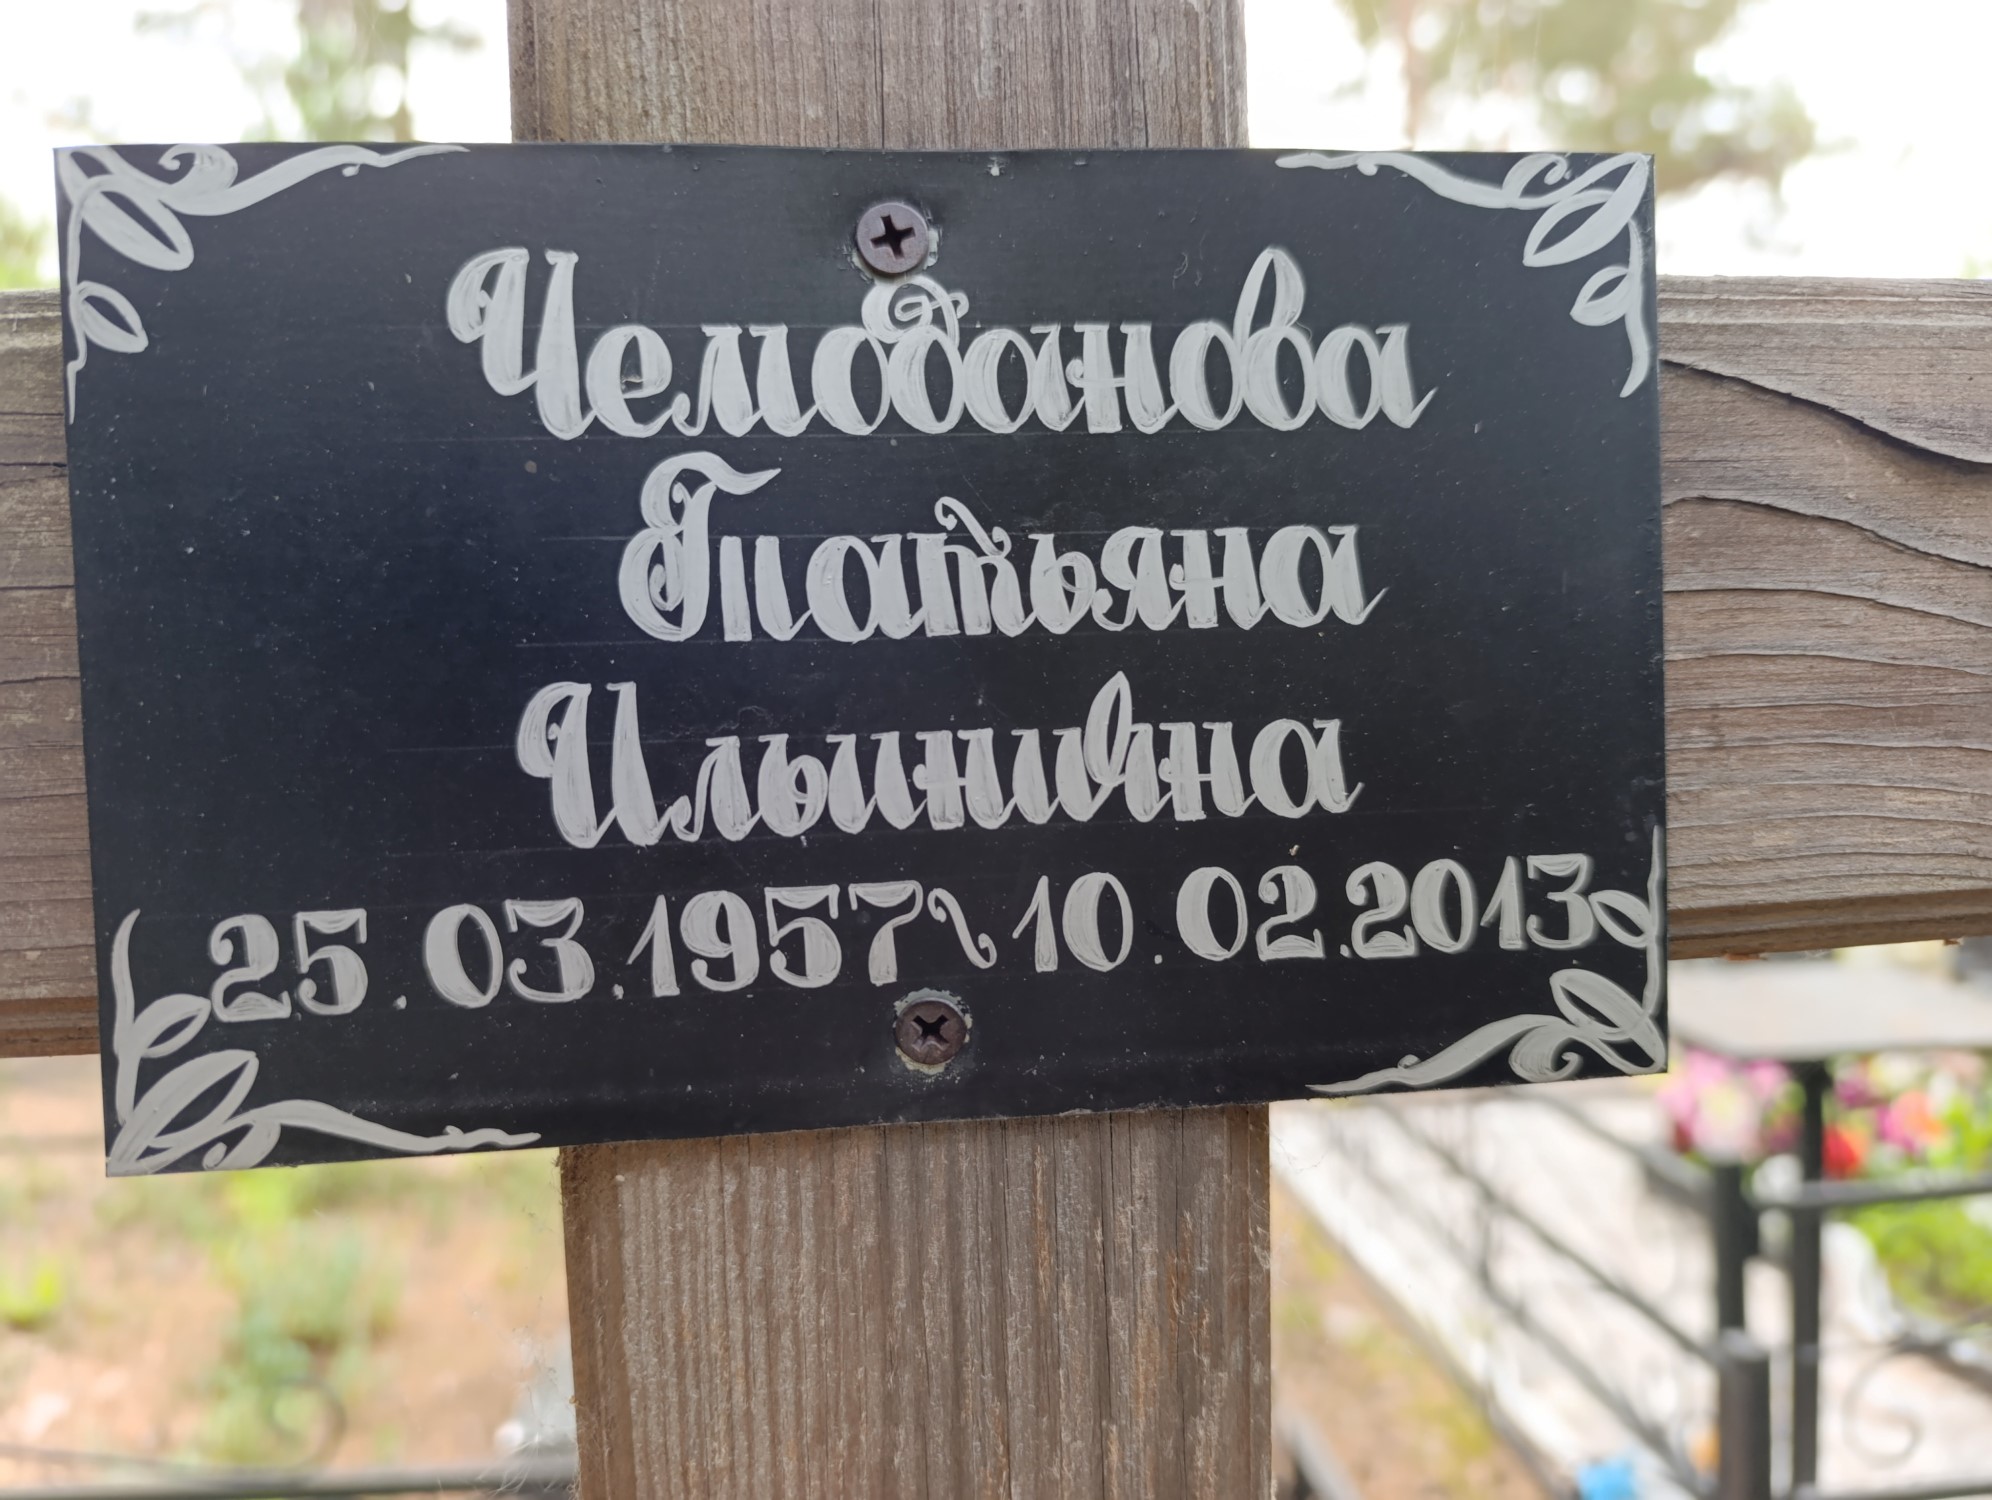 Чемоданова
Татьяна
Ильинична
25.03.1957~10.02.2013